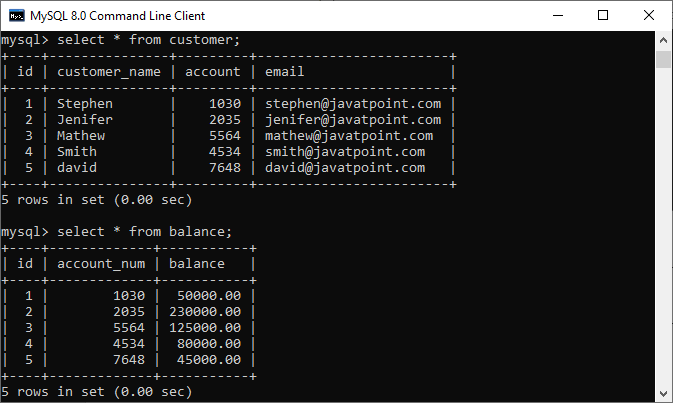 MySQL 8.0 Command Line Client
mysql> select * from customer;
+----+---------------+---------+------------------------+
| id | customer_name | account | email                  |
+----+---------------+---------+------------------------+
|  1 | Stephen       |    1030 | stephen@javatpoint.com |
|  2 | Jenifer       |    2035 | jenifer@javatpoint.com |
|  3 | Mathew        |    5564 | mathew@javatpoint.com  |
|  4 | Smith         |    4534 | smith@javatpoint.com   |
|  5 | david         |    7648 | david@javatpoint.com   |
+----+---------------+---------+------------------------+
5 rows in set (0.00 sec)
mysql> select * from balance;
+----+-------------+-----------+
| id | account_num | balance   |
+----+-------------+-----------+
|  1 |        1030 |  50000.00 |
|  2 |        2035 | 230000.00 |
|  3 |        5564 | 125000.00 |
|  4 |        4534 |  80000.00 |
|  5 |        7648 |  45000.00 |
+----+-------------+-----------+
5 rows in set (0.00 sec)